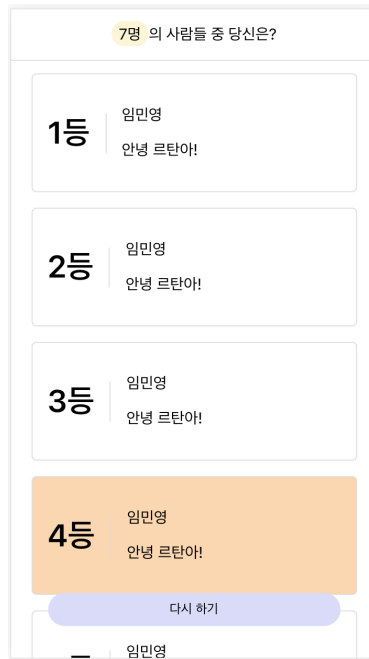 7명 의 사람들 중 당신은?
1등
임민영
안녕 르탄아!
2등
임민영
안녕 르탄아!
3등
임민영
안녕 르탄아!
4등
임민영
안녕 르탄아!
다시 하기
임민영